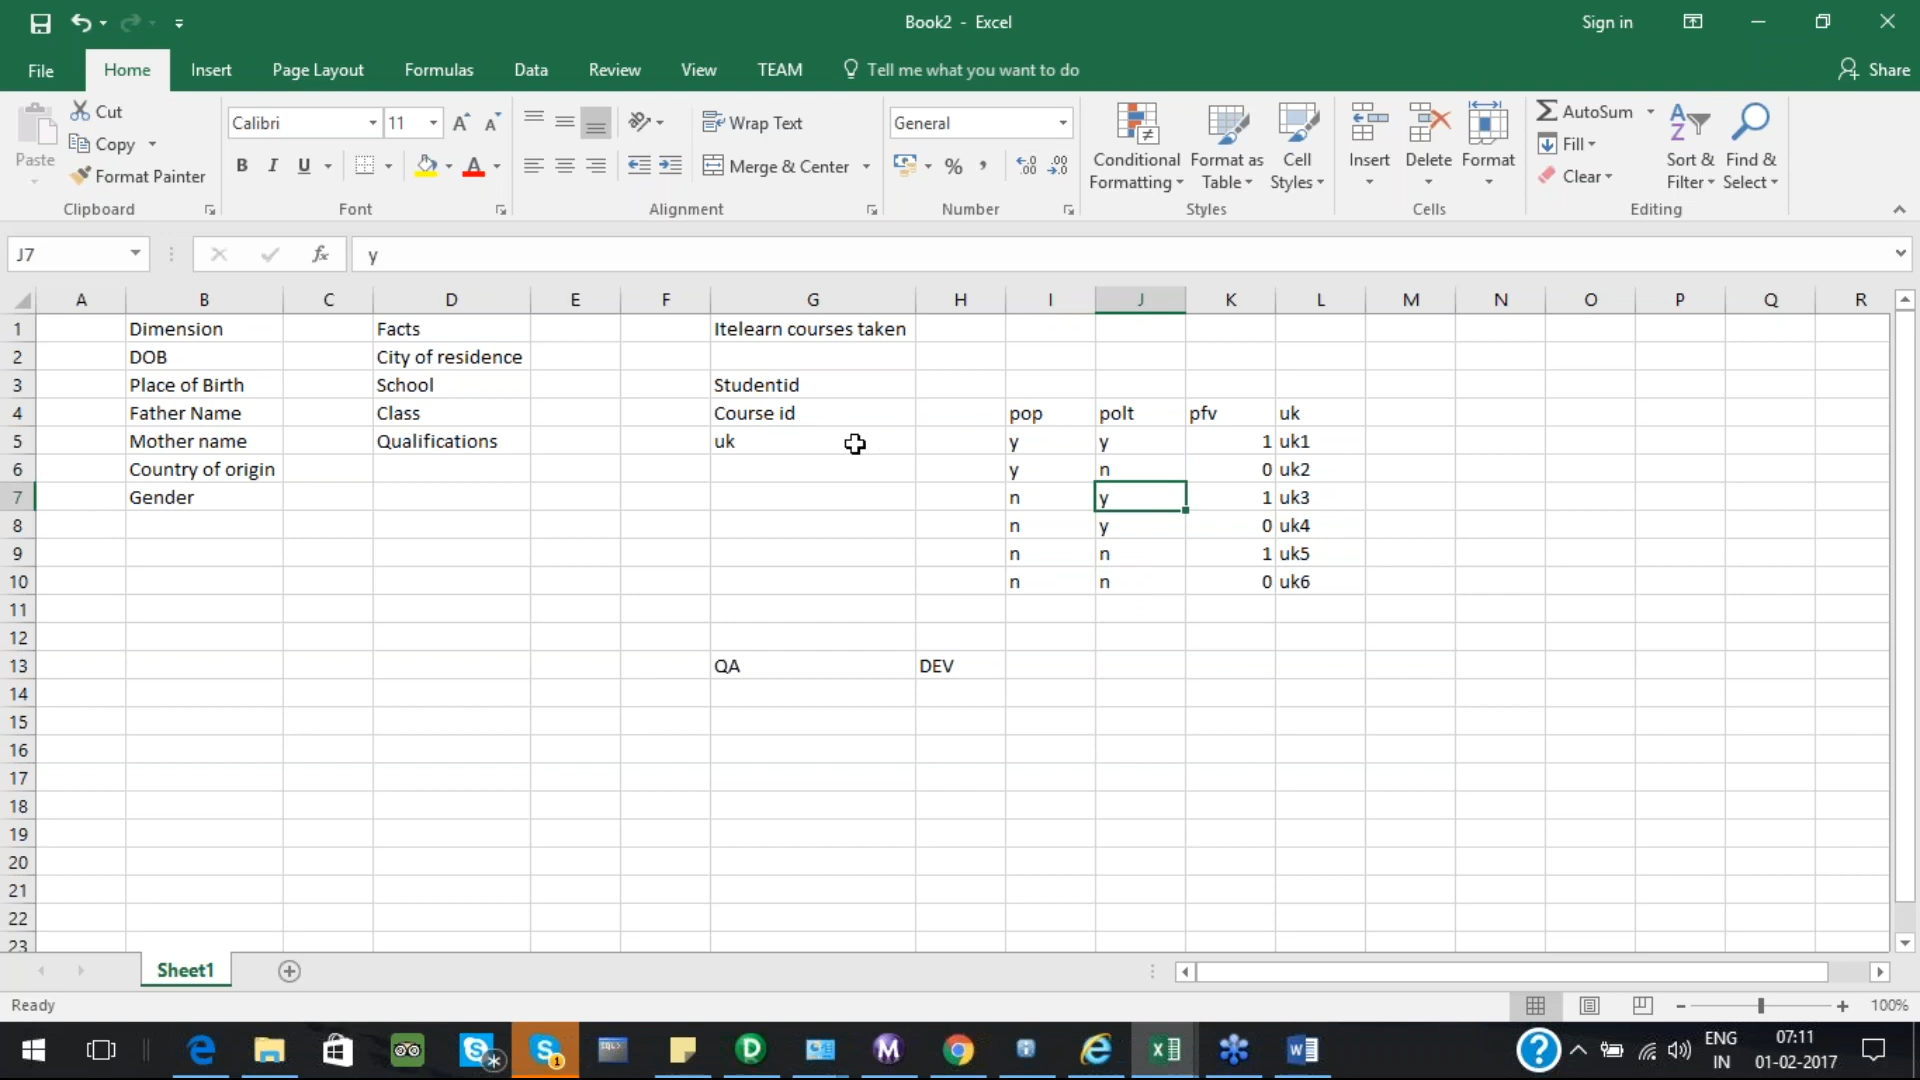 Book2 - Excel
Sign in
File Home Insert Page Layout Formulas Data Review View TEAM Tell me what you want to do Share
Paste
Cut
Copy
Format Painter
Clipboard
Calibri 11
B I U
Font
Wrap Text
Merge & Center
Alignment
General
%
Number
Conditional Formatting
Format as Table
Cell Styles
Styles
Insert
Delete
Format
Cells
AutoSum
Fill
Clear
Sort & Filter
Find & Select
Editing
J7 fx y
A B C D E F G H I J K L M N O P Q R
1 Dimension Facts Itelearn courses taken
2 DOB City of residence
3 Place of Birth School Studentid
4 Father Name Class Course id pop polt pfv uk
5 Mother name Qualifications uk y y 1 uk1
6 Country of origin y n 0 uk2
7 Gender n y 1 uk3
8 n y 0 uk4
9 n n 1 uk5
10 n n 0 uk6
11
12
13 QA DEV
14
15
16
17
18
19
20
21
22
23
Sheet1
Ready
100%
ENG
IN
07:11
01-02-2017